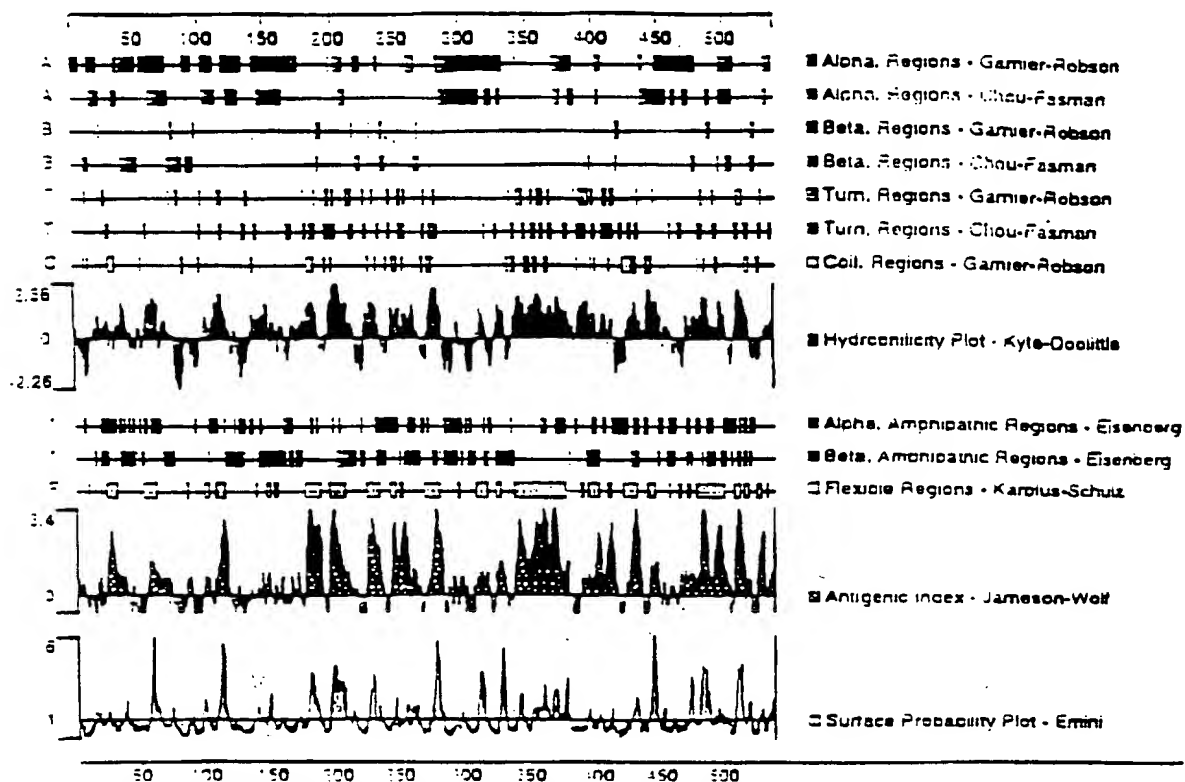 50 100 150 200 250 300 350 400 450 500
A Alpha, Regions - Garnier-Robson
A Alpha, Regions - Chou-Fasman
B Beta, Regions - Garnier-Robson
B Beta, Regions - Chou-Fasman
T Turn, Regions - Garnier-Robson
T Turn, Regions - Chou-Fasman
C Coil, Regions - Garnier-Robson
0 Hydrophilicity Plot - Kyte-Doolittle
-2.26
Alpha, Amphipathic Regions - Eisenberg
Beta, Amphipathic Regions - Eisenberg
F Flexible Regions - Karplus-Schulz
3.4
0 Antigenic Index - Jameson-Wolf
6
1 Surface Probability Plot - Emini
50 100 150 200 250 300 350 400 450 500